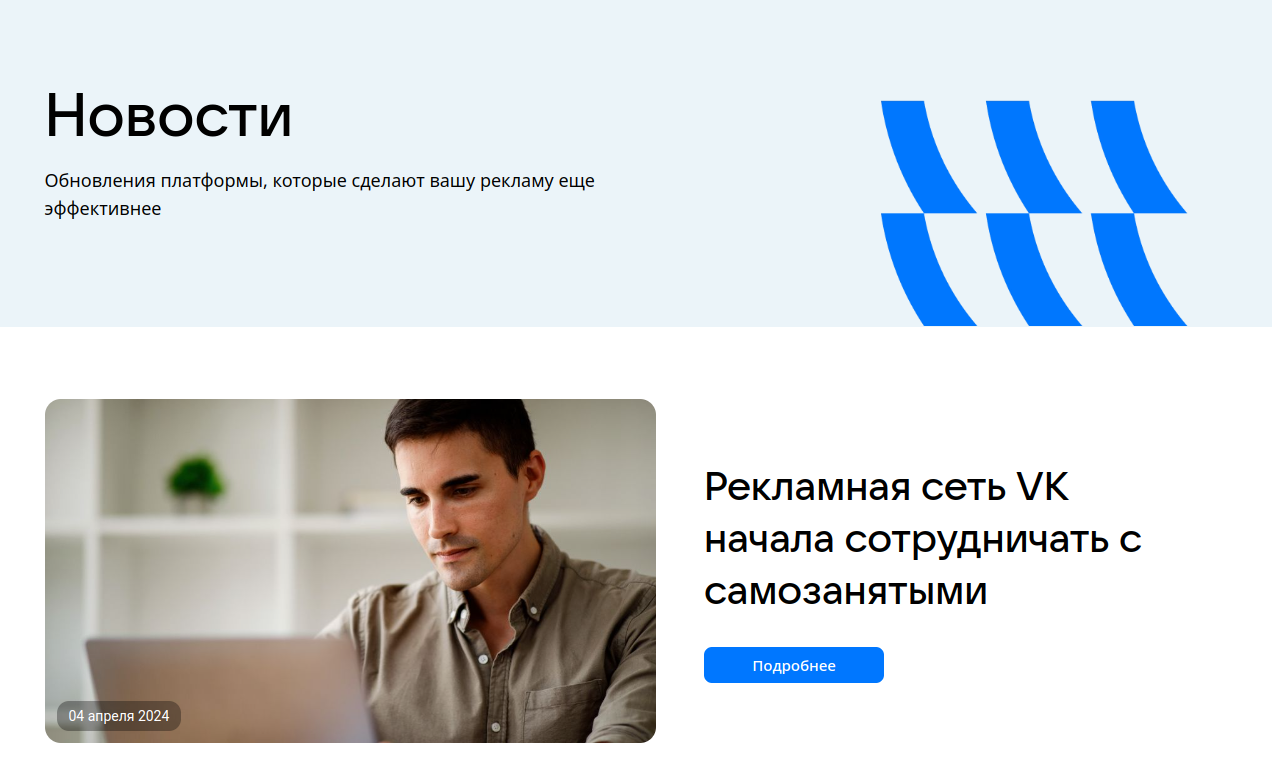 Новости
Обновления платформы, которые сделают вашу рекламу еще
эффективнее
Рекламная сеть VK
начала сотрудничать с
самозанятыми
Подробнее
04 апреля 2024